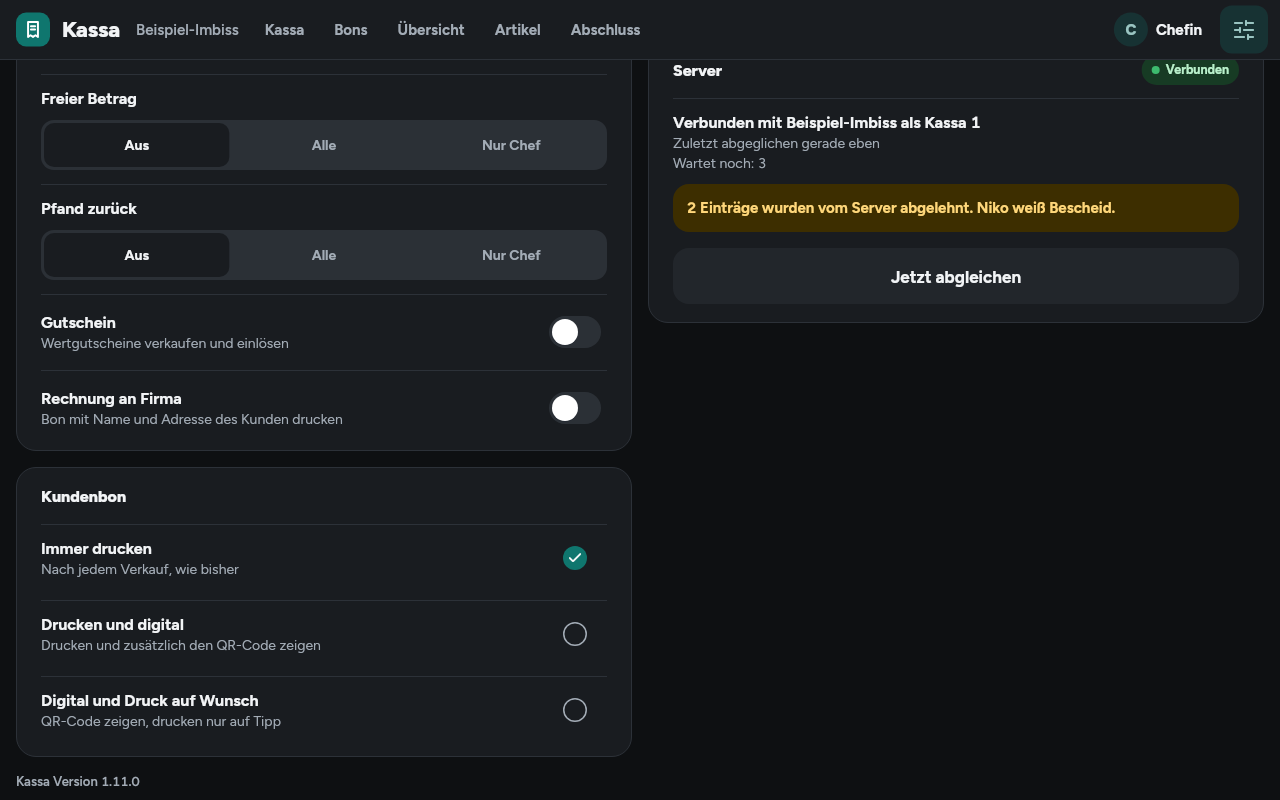 Kassa Beispiel-Imbiss Kassa Bons Übersicht Artikel Abschluss C Chefin
Freier Betrag
Aus Alle Nur Chef
Pfand zurück
Aus Alle Nur Chef
Gutschein
Wertgutscheine verkaufen und einlösen
Rechnung an Firma
Bon mit Name und Adresse des Kunden drucken
Kundenbon
Immer drucken
Nach jedem Verkauf, wie bisher
Drucken und digital
Drucken und zusätzlich den QR-Code zeigen
Digital und Druck auf Wunsch
QR-Code zeigen, drucken nur auf Tipp
Kassa Version 1.11.0
Server Verbunden
Verbunden mit Beispiel-Imbiss als Kassa 1
Zuletzt abgeglichen gerade eben
Wartet noch: 3
2 Einträge wurden vom Server abgelehnt. Niko weiß Bescheid.
Jetzt abgleichen